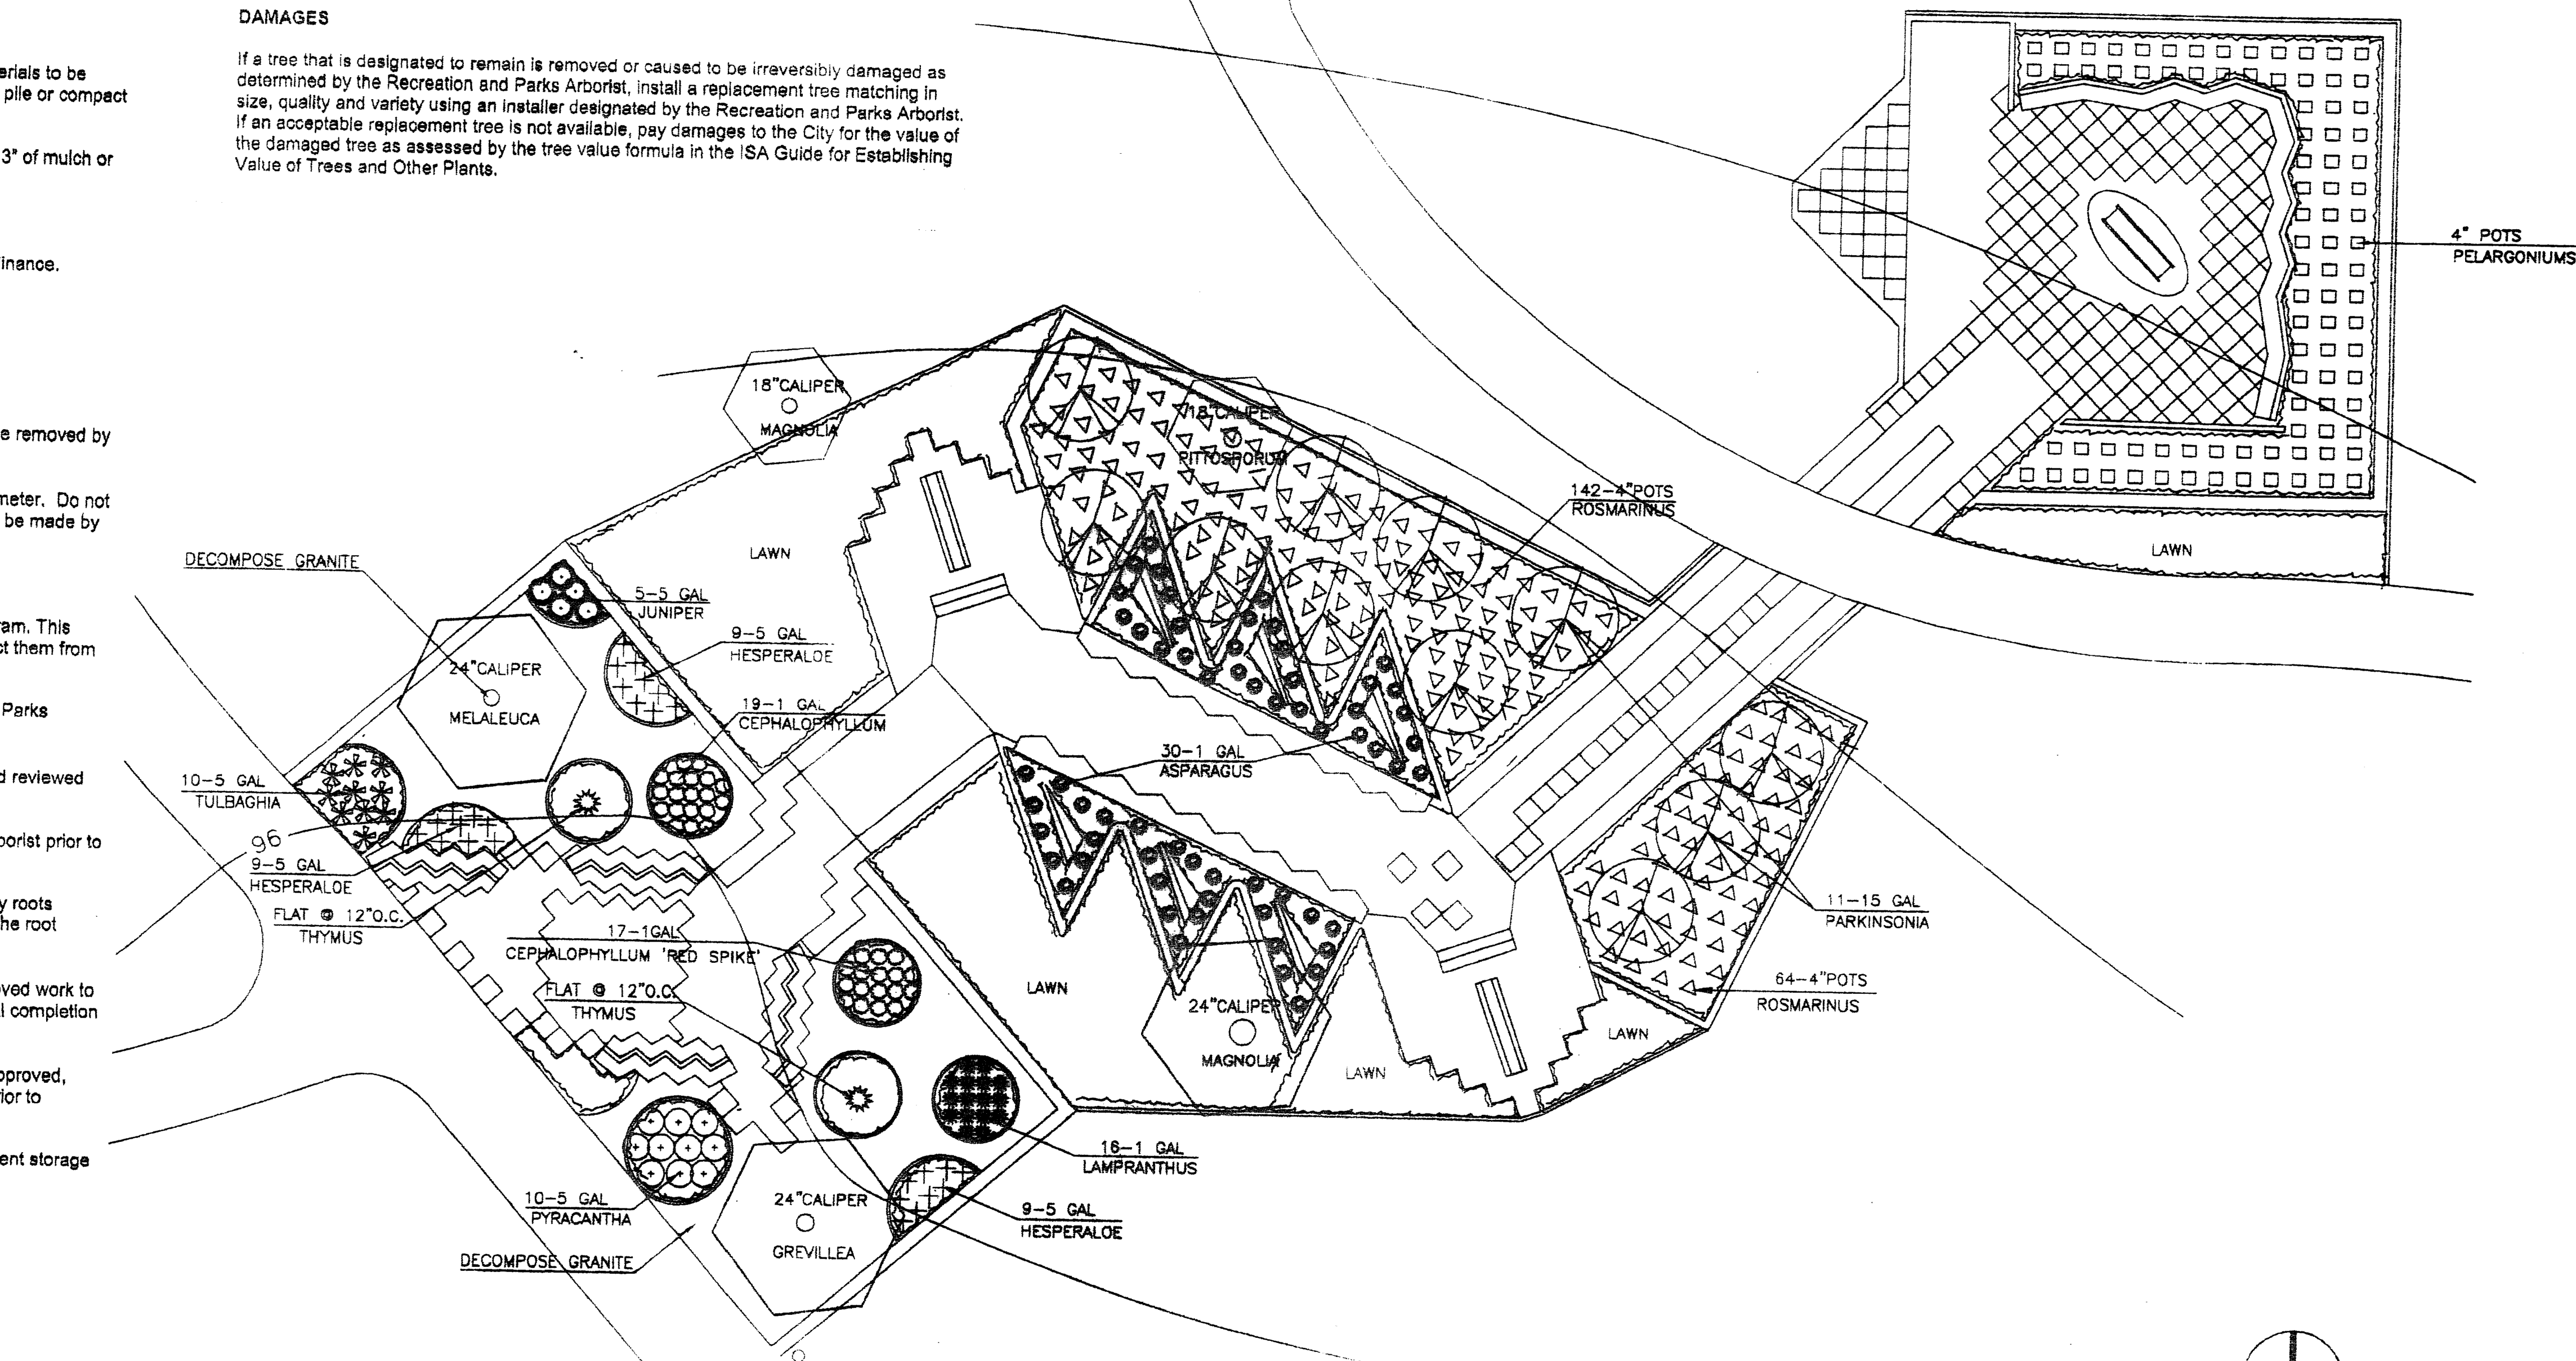 erials to be
pile or compact
3" of mulch or
inance.
e removed by
meter. Do not
be made by
ram. This
ct them from
Parks
d reviewed
borist prior to
y roots
he root
oved work to
l completion
pproved,
rior to
ent storage
DAMAGES
If a tree that is designated to remain is removed or caused to be irreversibly damaged as
determined by the Recreation and Parks Arborist, install a replacement tree matching in
size, quality and variety using an installer designated by the Recreation and Parks Arborist.
If an acceptable replacement tree is not available, pay damages to the City for the value of
the damaged tree as assessed by the tree value formula in the ISA Guide for Establishing
Value of Trees and Other Plants.
4" POTS
PELARGONIUMS
18"CALIPER
MAGNOLIA
18"CALIPER
PITTOSPORUM
142-4"POTS
ROSMARINUS
LAWN
LAWN
DECOMPOSE GRANITE
5-5 GAL
JUNIPER
9-5 GAL
HESPERALOE
24"CALIPER
MELALEUCA
19-1 GAL
CEPHALOPHYLLUM
30-1 GAL
ASPARAGUS
10-5 GAL
TULBAGHIA
96
9-5 GAL
HESPERALOE
FLAT @ 12"O.C.
THYMUS
17-1GAL
CEPHALOPHYLLUM 'RED SPIKE'
FLAT @ 12"O.C.
THYMUS
11-15 GAL
PARKINSONIA
64-4"POTS
ROSMARINUS
LAWN
24"CALIPER
MAGNOLIA
LAWN
LAWN
16-1 GAL
LAMPRANTHUS
10-5 GAL
PYRACANTHA
24"CALIPER
GREVILLEA
9-5 GAL
HESPERALOE
DECOMPOSE GRANITE